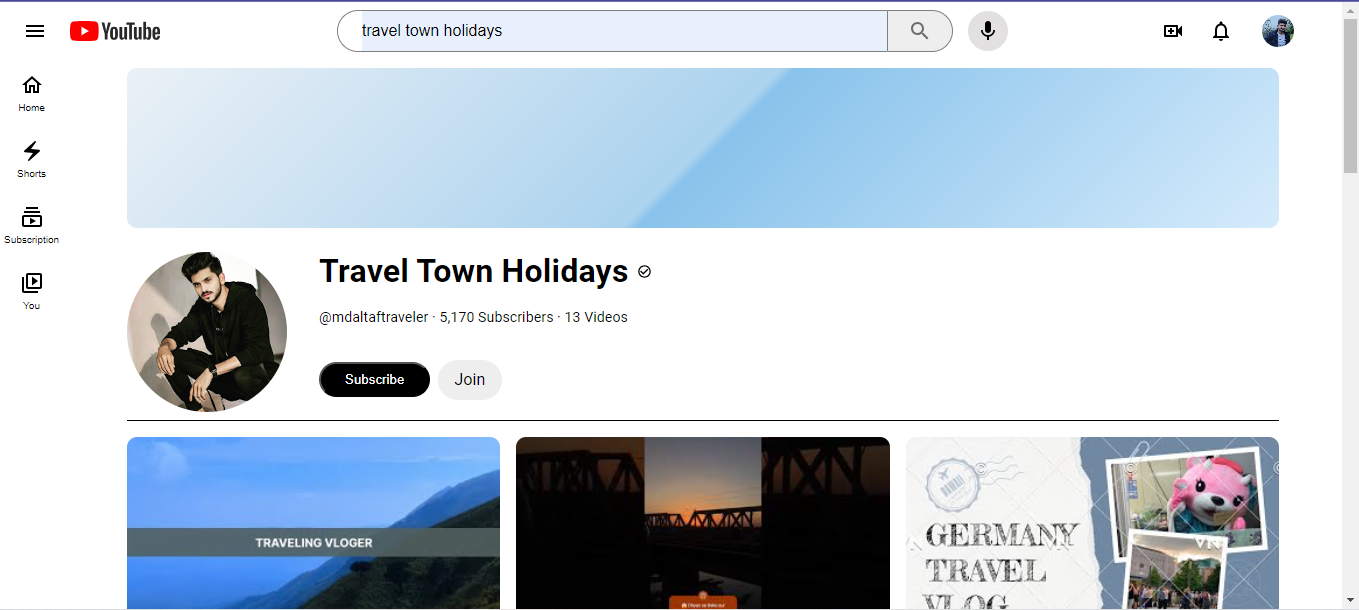 YouTube
travel town holidays
Home
Shorts
Subscription
You
Travel Town Holidays
@mdaltaftraveler · 5,170 Subscribers · 13 Videos
Subscribe
Join
TRAVELING VLOGER
GERMANY
TRAVEL
VLOG
VN